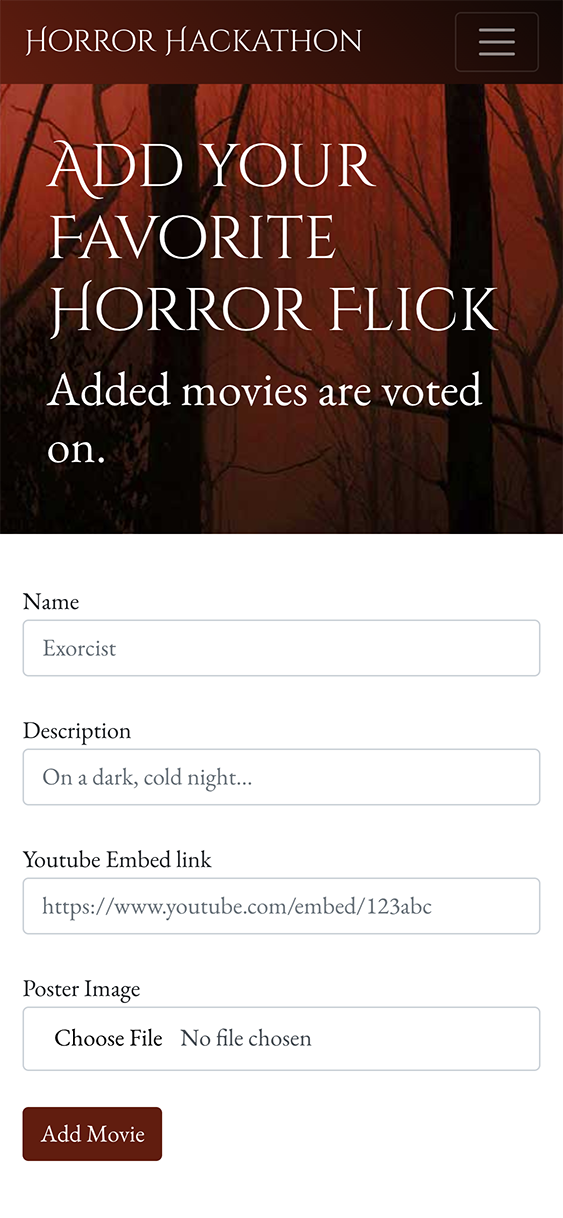 Horror Hackathon
Add your
Favorite
Horror Flick
Added movies are voted
on.
Name
Exorcist
Description
On a dark, cold night...
Youtube Embed link
https://www.youtube.com/embed/123abc
Poster Image
Choose File No file chosen
Add Movie